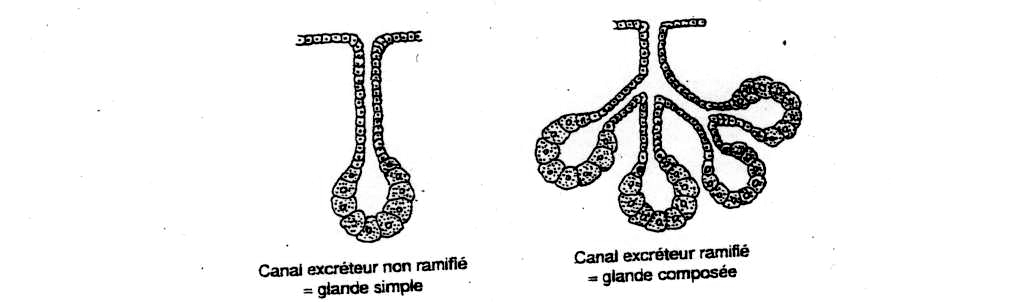 Canal excréteur non ramifié
= glande simple
Canal excréteur ramifié
= glande composée